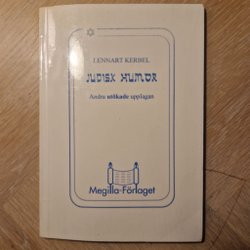 LENNART KERBEL
JUDISK HUMOR
Andra utökade upplagan
Megilla-Förlaget